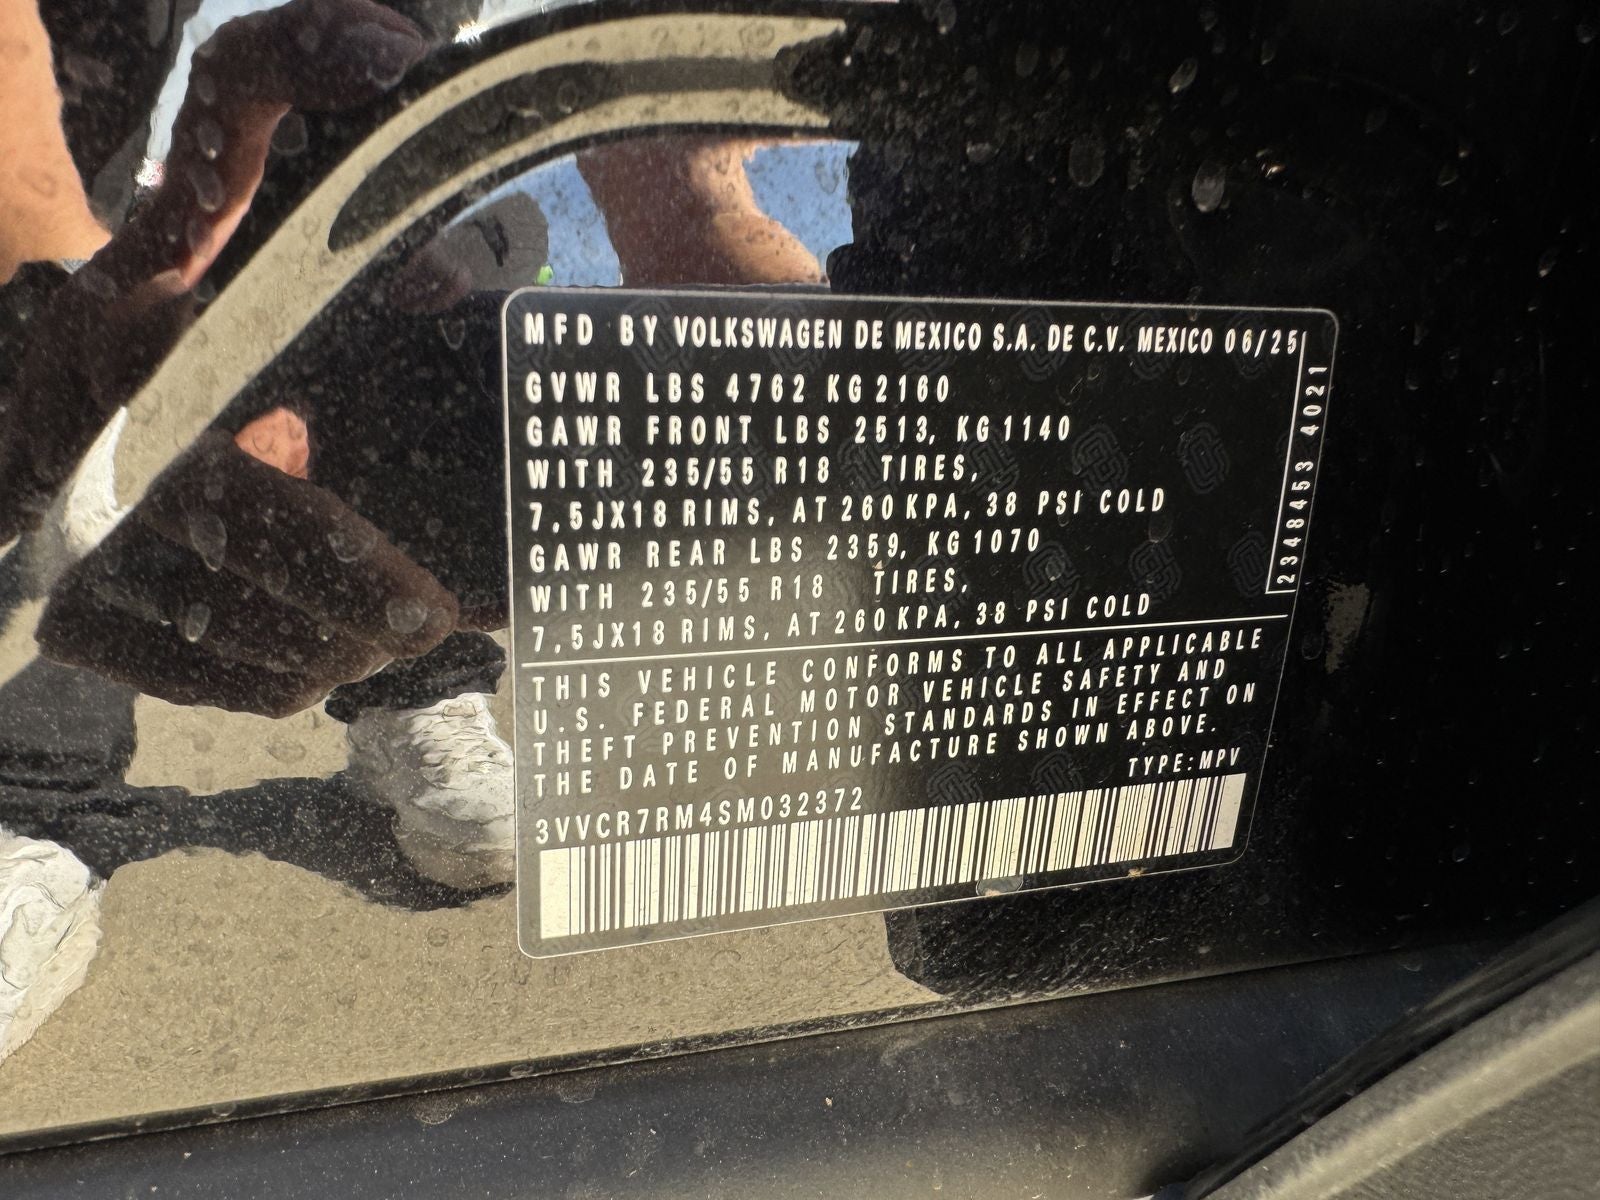 MFD BY VOLKSWAGEN DE MEXICO S.A. DE C.V. MEXICO 06/25
GVWR LBS 4762 KG 2160
GAWR FRONT LBS 2513, KG 1140
WITH 235/55 R18 TIRES,
7,5JX18 RIMS, AT 260 KPA, 38 PSI COLD
GAWR REAR LBS 2359, KG 1070
WITH 235/55 R18 TIRES,
7,5JX18 RIMS, AT 260 KPA, 38 PSI COLD
2348453 4021
THIS VEHICLE CONFORMS TO ALL APPLICABLE
U.S. FEDERAL MOTOR VEHICLE SAFETY AND
THEFT PREVENTION STANDARDS IN EFFECT ON
THE DATE OF MANUFACTURE SHOWN ABOVE.
TYPE:MPV
3VVCR7RM4SM032372